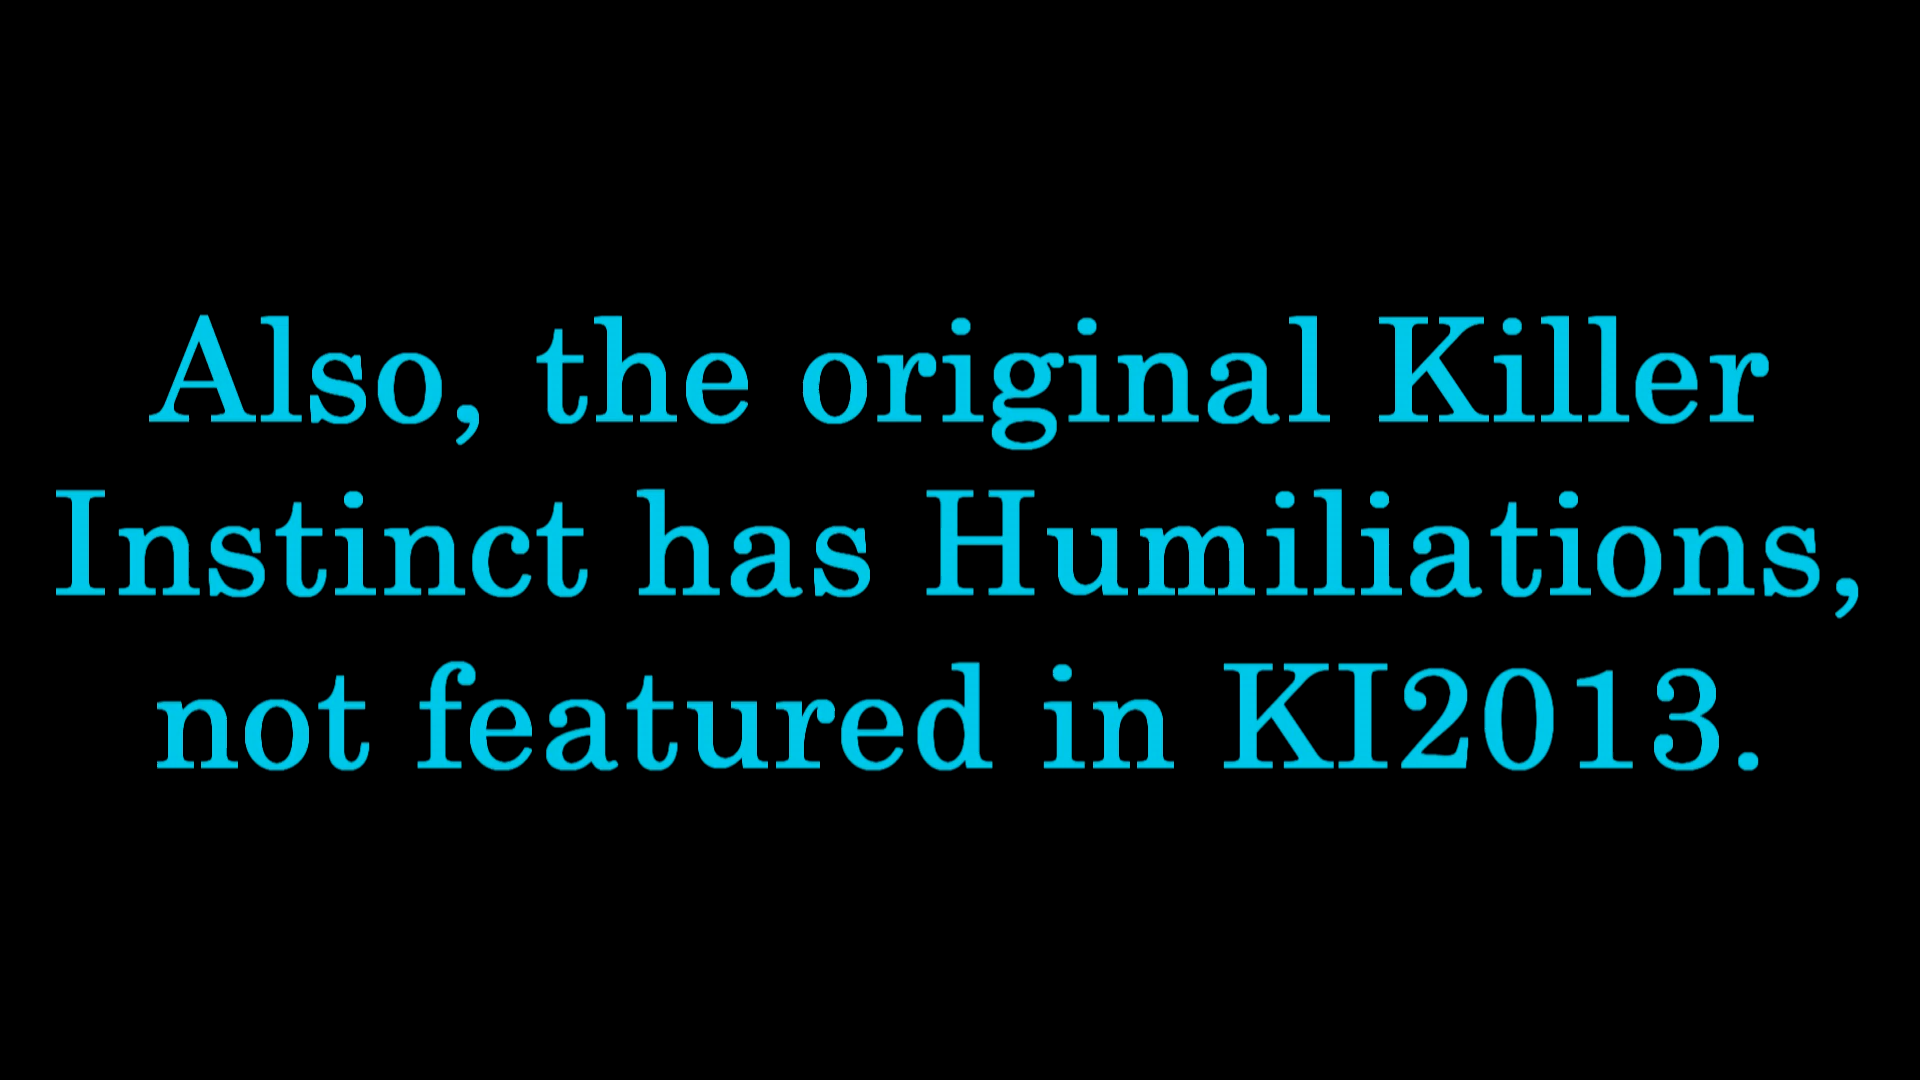 Also, the original Killer
Instinct has Humiliations,
not featured in KI2013.